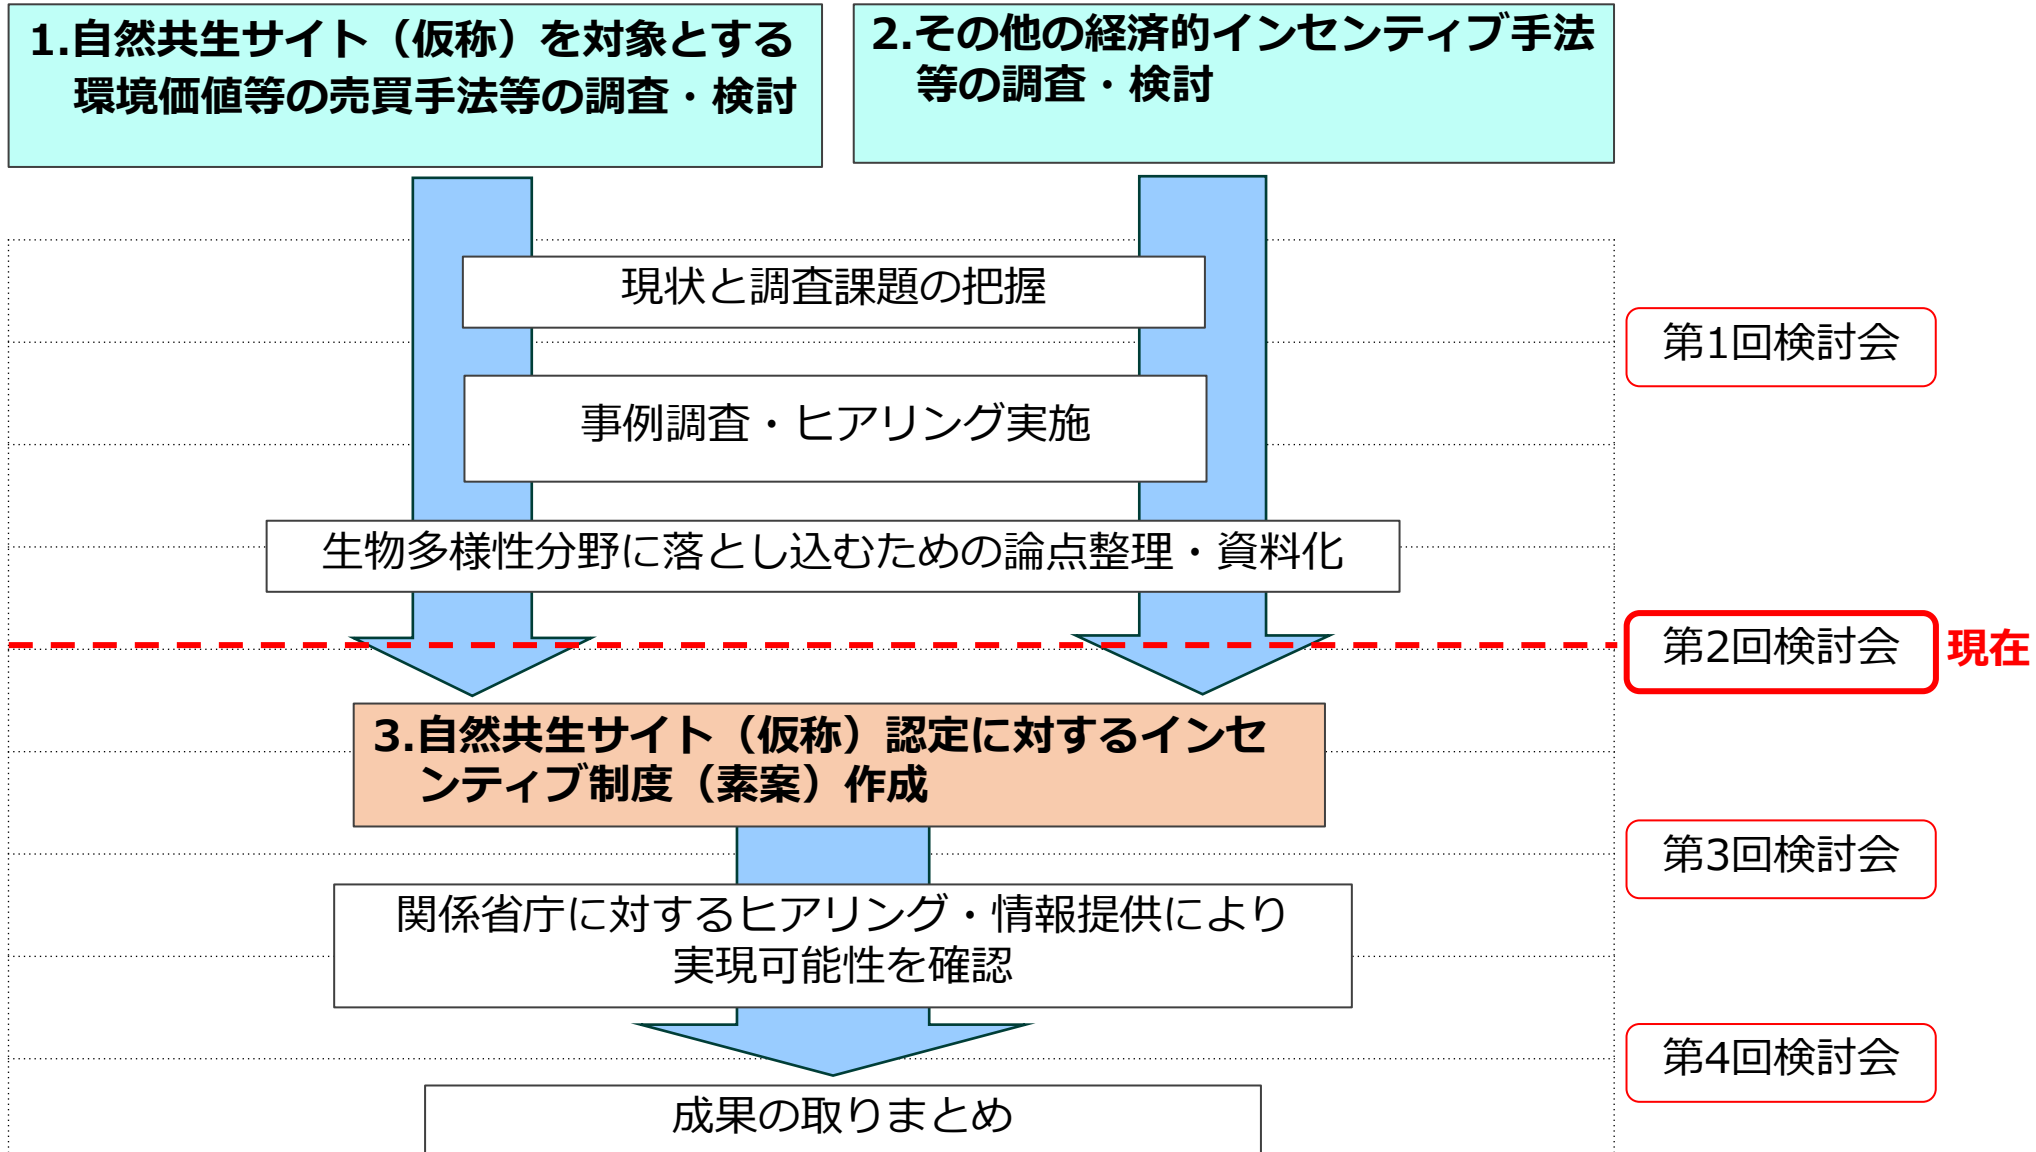 1.自然共生サイト（仮称）を対象とする
環境価値等の売買手法等の調査・検討
2.その他の経済的インセンティブ手法
等の調査・検討
現状と調査課題の把握
第1回検討会
事例調査・ヒアリング実施
生物多様性分野に落とし込むための論点整理・資料化
第2回検討会
現在
3.自然共生サイト（仮称）認定に対するインセ
ンティブ制度（素案）作成
第3回検討会
関係省庁に対するヒアリング・情報提供により
実現可能性を確認
第4回検討会
成果の取りまとめ